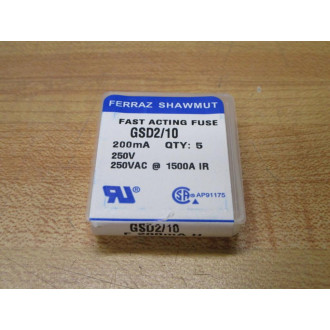 FERRAZ SHAWMUT
FAST ACTING FUSE
GSD2/10
200mA QTY: 5
250V
250VAC @ 1500A IR
AP91175
GSD2/10